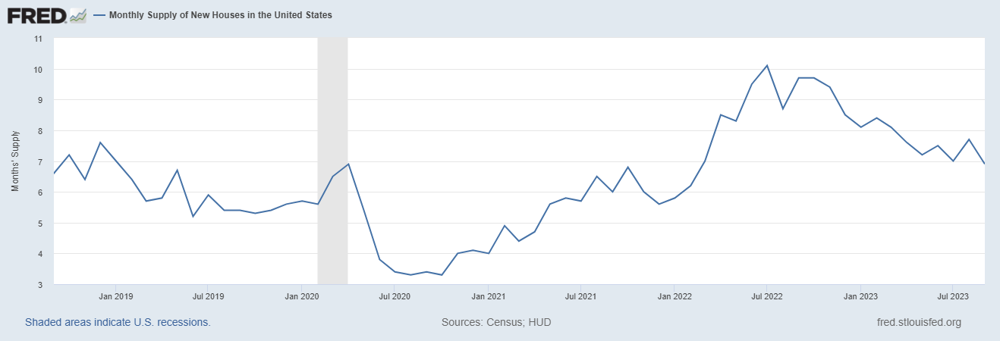 FRED
Monthly Supply of New Houses in the United States
Months' Supply
11
10
9
8
7
6
5
4
3
Jan 2019 Jul 2019 Jan 2020 Jul 2020 Jan 2021 Jul 2021 Jan 2022 Jul 2022 Jan 2023 Jul 2023
Shaded areas indicate U.S. recessions. Sources: Census; HUD fred.stlouisfed.org